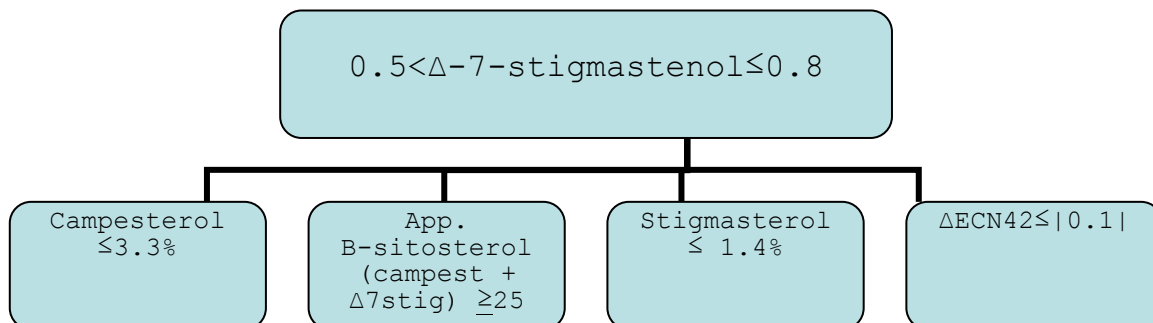 0.5<Δ-7-stigmastenol≤0.8
Campesterol
≤3.3%
App.
B-sitosterol
(campest +
Δ7stig) ≥25
Stigmasterol
≤ 1.4%
ΔECN42≤|0.1|